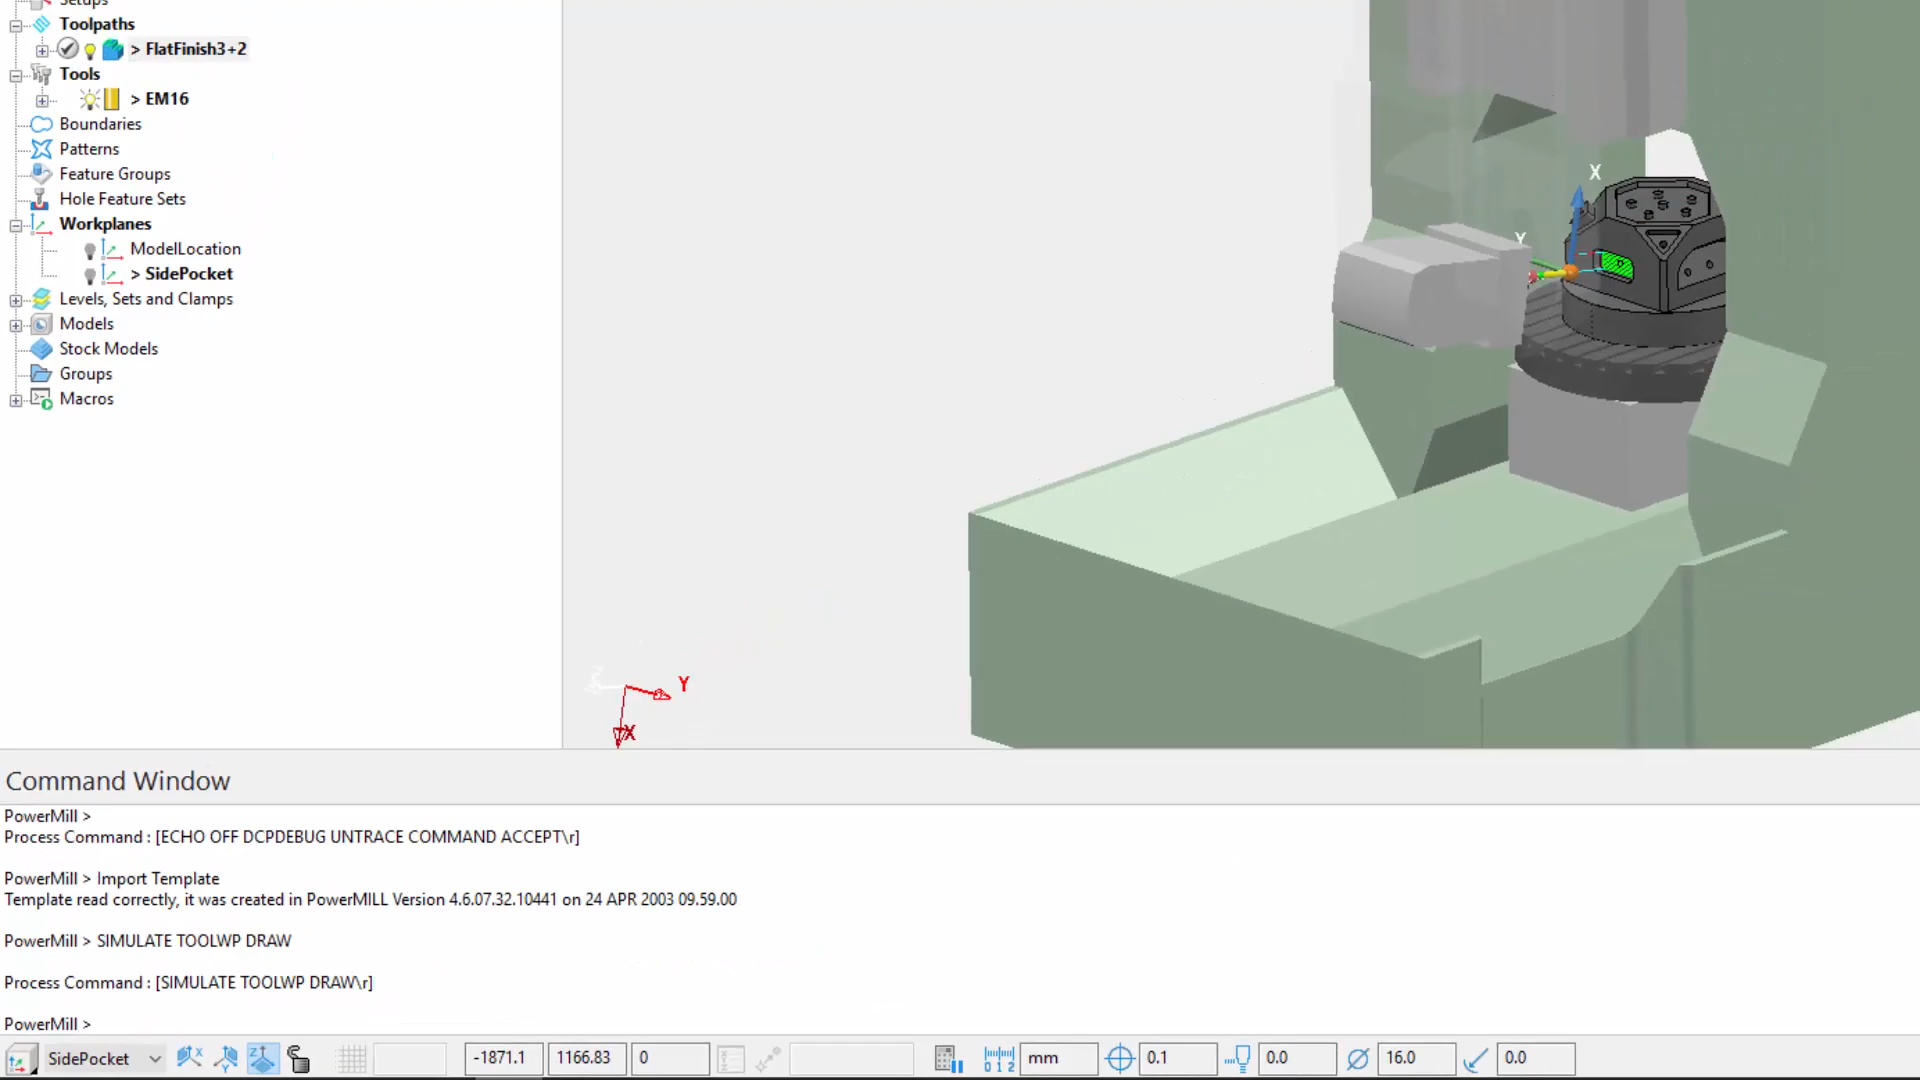 Setups
Toolpaths
> FlatFinish3+2
Tools
> EM16
Boundaries
Patterns
Feature Groups
Hole Feature Sets
Workplanes
ModelLocation
> SidePocket
Levels, Sets and Clamps
Models
Stock Models
Groups
Macros
X
Y
Z
Y
X
Command Window
PowerMill >
Process Command : [ECHO OFF DCPDEBUG UNTRACE COMMAND ACCEPT\r]
PowerMill > Import Template
Template read correctly, it was created in PowerMILL Version 4.6.07.32.10441 on 24 APR 2003 09.59.00
PowerMill > SIMULATE TOOLWP DRAW
Process Command : [SIMULATE TOOLWP DRAW\r]
PowerMill >
SidePocket -1871.1 1166.83 0 mm 0.1 0.0 16.0 0.0